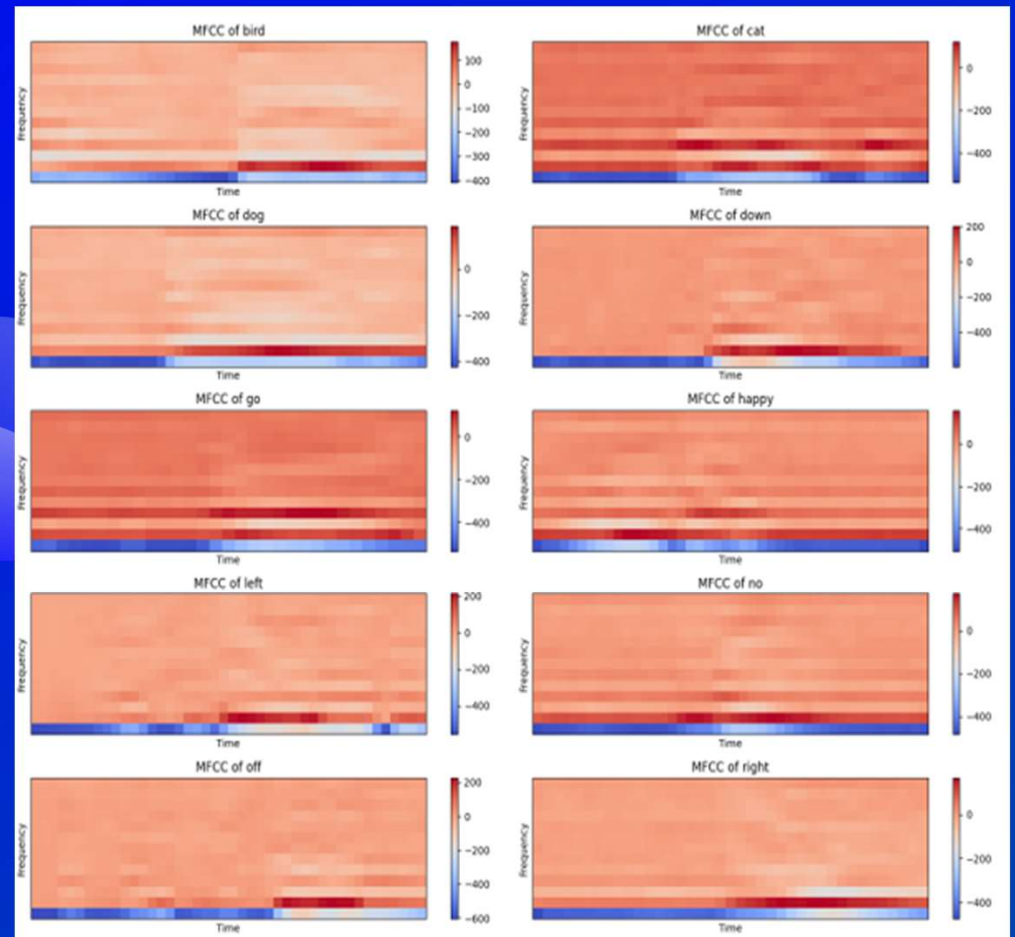 MFCC of bird
Frequency
100
0
−100
−200
−300
−400
Time
MFCC of cat
Frequency
0
−200
−400
Time
MFCC of dog
Frequency
0
−200
−400
Time
MFCC of down
Frequency
200
0
−200
−400
Time
MFCC of go
Frequency
0
−200
−400
Time
MFCC of happy
Frequency
0
−200
−400
Time
MFCC of left
Frequency
200
0
−200
−400
Time
MFCC of no
Frequency
0
−200
−400
Time
MFCC of off
Frequency
200
0
−200
−400
−600
Time
MFCC of right
Frequency
0
−200
−400
Time